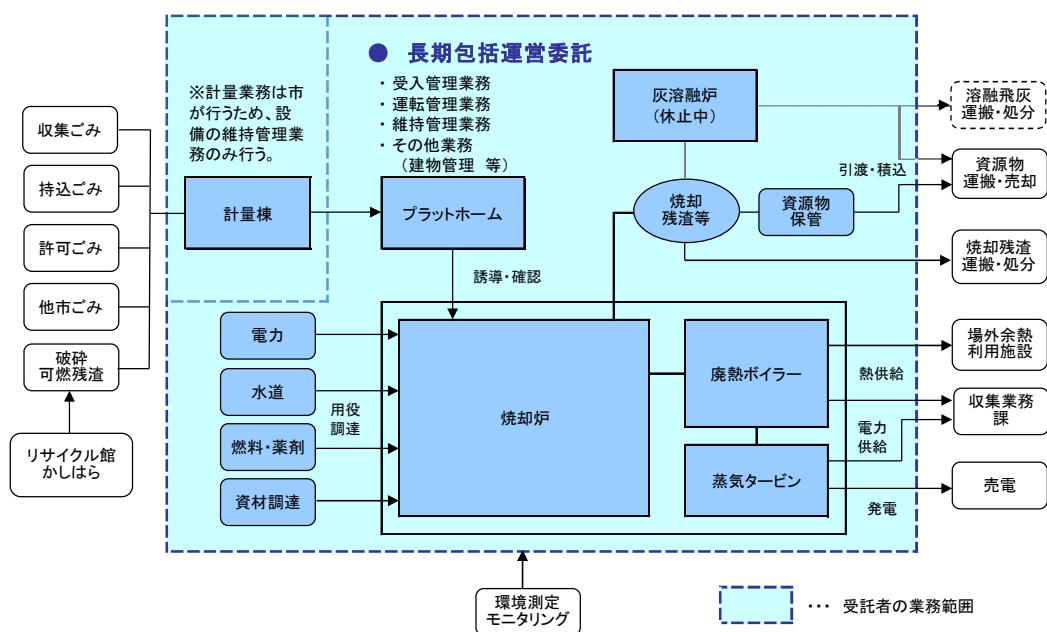 ● 長期包括運営委託
・ 受入管理業務
・ 運転管理業務
・ 維持管理業務
・ その他業務
（建物管理 等）
※計量業務は市
が行うため、設
備の維持管理業
務のみ行う。
収集ごみ
持込ごみ
許可ごみ
他市ごみ
破砕
可燃残渣
リサイクル館
かしはら
計量棟
プラットホーム
誘導・確認
灰溶融炉
（休止中）
焼却
残渣等
資源物
保管
引渡・積込
溶融飛灰
運搬・処分
資源物
運搬・売却
焼却残渣
運搬・処分
電力
水道
燃料・薬剤
資材調達
用役
調達
焼却炉
廃熱ボイラー
蒸気タービン
熱供給
電力
供給
発電
場外余熱
利用施設
収集業務
課
売電
環境測定
モニタリング
… 受託者の業務範囲